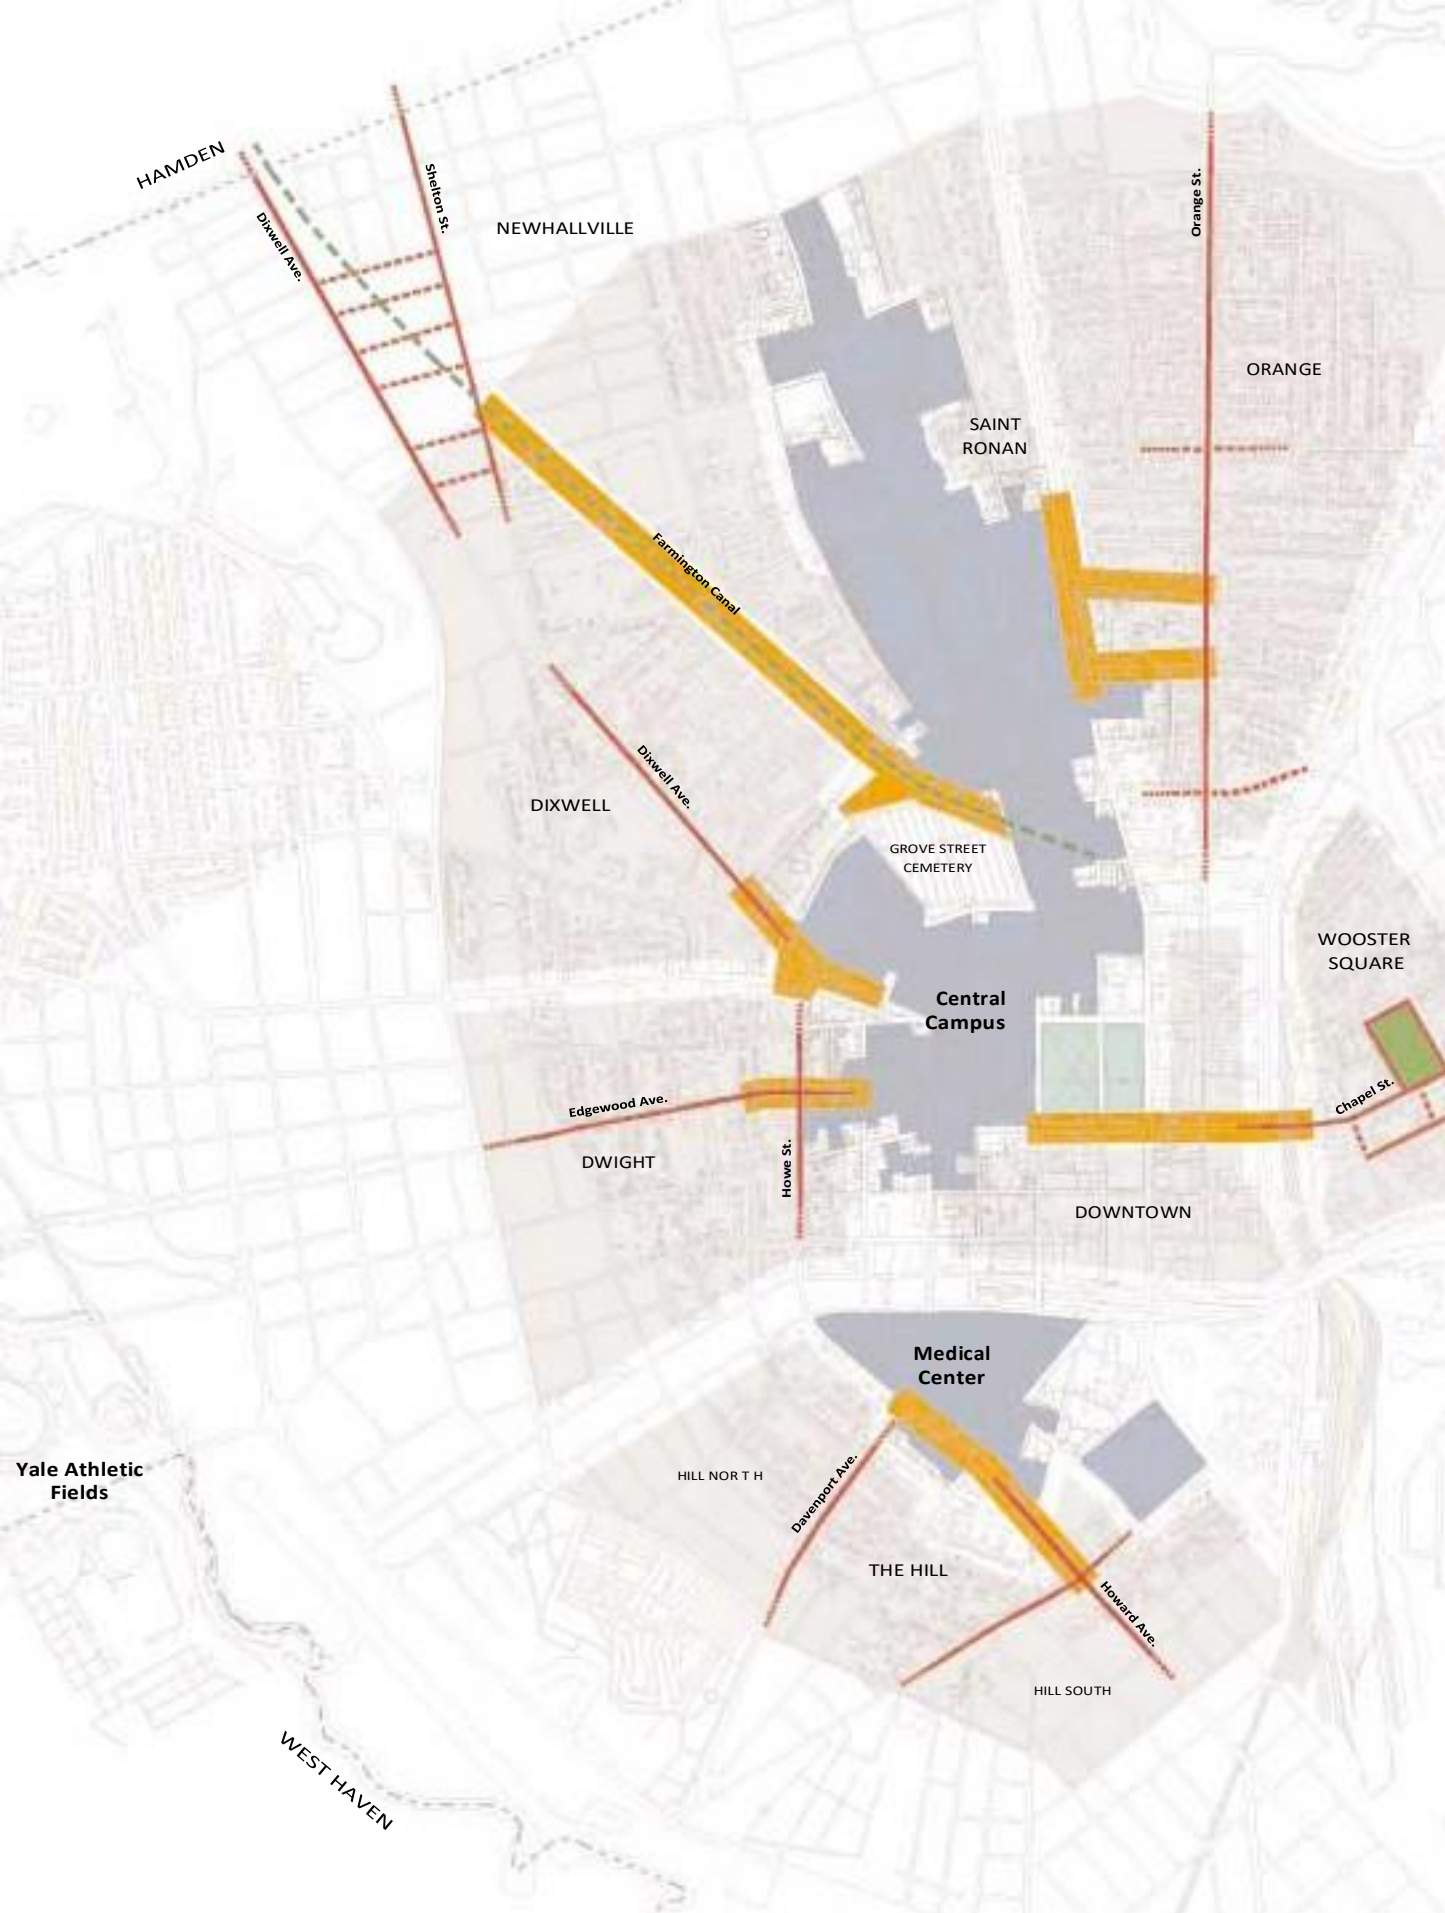 HAMDEN
Shelton St.
Orange St.
Dixwell Ave.
NEWHALLVILLE
ORANGE
SAINT
RONAN
Farmington Canal
Dixwell Ave.
DIXWELL
GROVE STREET
CEMETERY
WOOSTER
SQUARE
Central
Campus
Chapel St.
Edgewood Ave.
DWIGHT
Howe St.
DOWNTOWN
Medical
Center
Yale Athletic
Fields
HILL NOR T H
Davenport Ave.
THE HILL
Howard Ave.
HILL SOUTH
WEST HAVEN